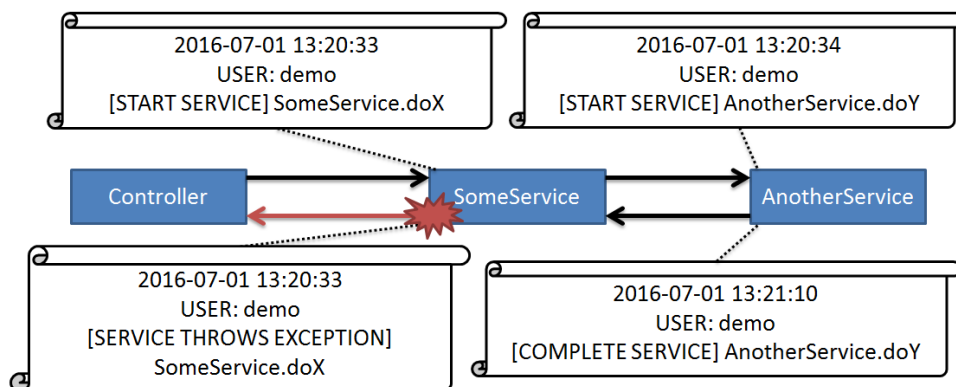 2016-07-01 13:20:33
USER: demo
[START SERVICE] SomeService.doX
2016-07-01 13:20:34
USER: demo
[START SERVICE] AnotherService.doY
Controller
SomeService
AnotherService
2016-07-01 13:20:33
USER: demo
[SERVICE THROWS EXCEPTION]
SomeService.doX
2016-07-01 13:21:10
USER: demo
[COMPLETE SERVICE] AnotherService.doY